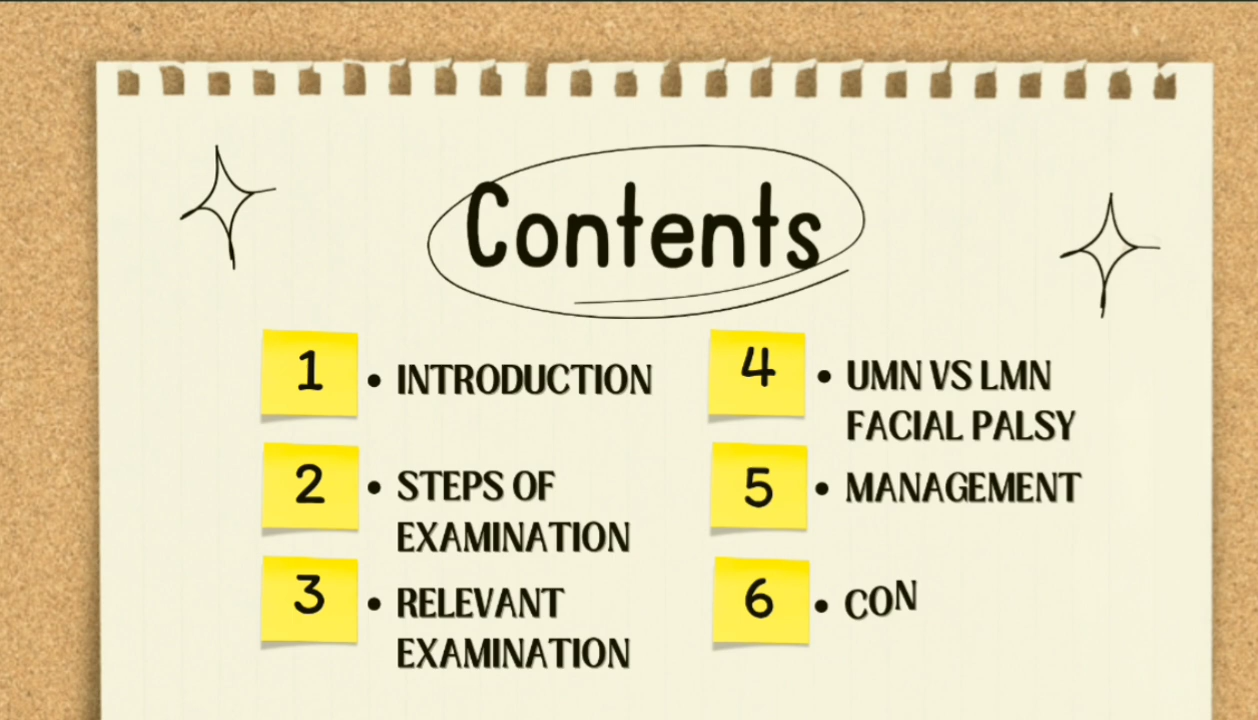 Contents
1
• INTRODUCTION
2
• STEPS OF
EXAMINATION
3
• RELEVANT
EXAMINATION
4
• UMN VS LMN
FACIAL PALSY
5
• MANAGEMENT
6
• CON